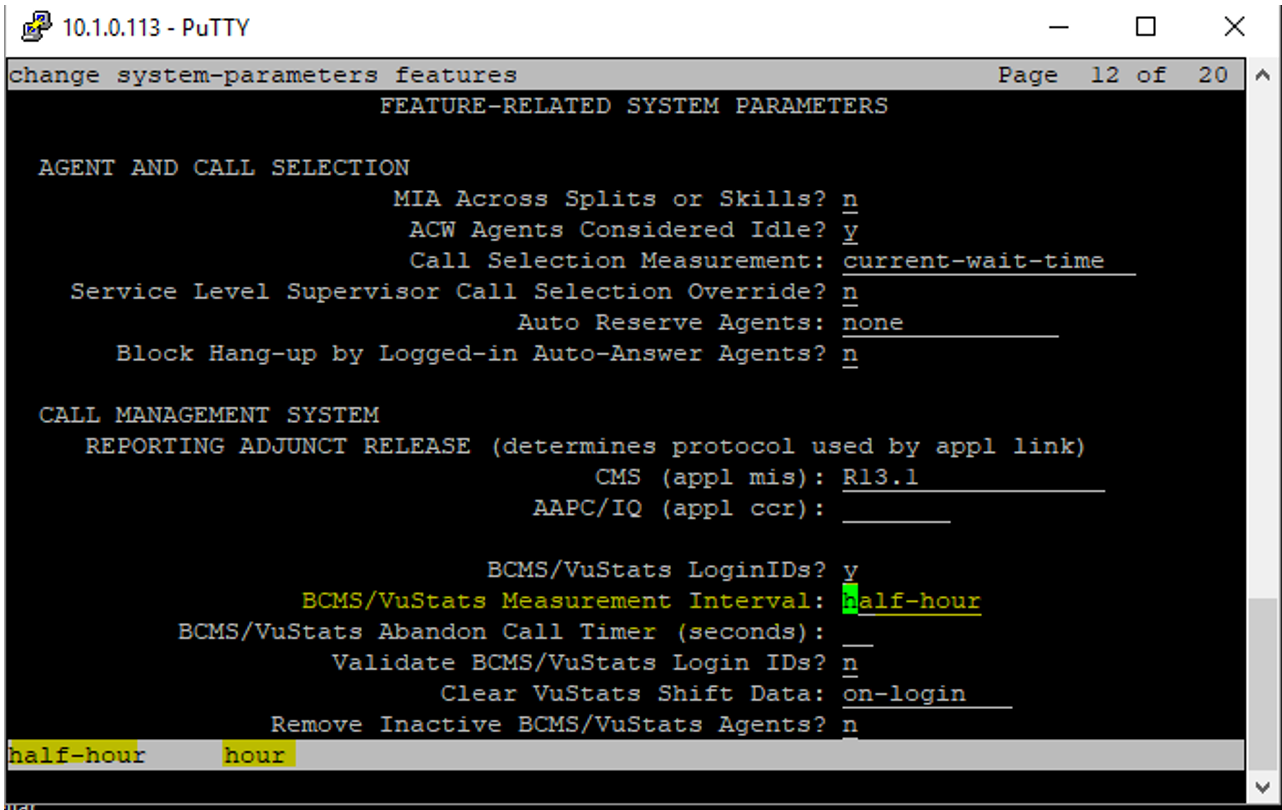 10.1.0.113 - PuTTY
change system-parameters features Page 12 of 20
FEATURE-RELATED SYSTEM PARAMETERS
AGENT AND CALL SELECTION
MIA Across Splits or Skills? n
ACW Agents Considered Idle? y
Call Selection Measurement: current-wait-time
Service Level Supervisor Call Selection Override? n
Auto Reserve Agents: none
Block Hang-up by Logged-in Auto-Answer Agents? n
CALL MANAGEMENT SYSTEM
REPORTING ADJUNCT RELEASE (determines protocol used by appl link)
CMS (appl mis): R13.1
AAPC/IQ (appl ccr):
BCMS/VuStats LoginIDs? y
BCMS/VuStats Measurement Interval: half-hour
BCMS/VuStats Abandon Call Timer (seconds):
Validate BCMS/VuStats Login IDs? n
Clear VuStats Shift Data: on-login
Remove Inactive BCMS/VuStats Agents? n
half-hour hour